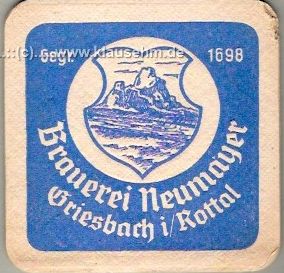 .::(c)...www.klausehm.de
Gegr. 1698
Brauerei Neumayer
Griesbach i/Rottal